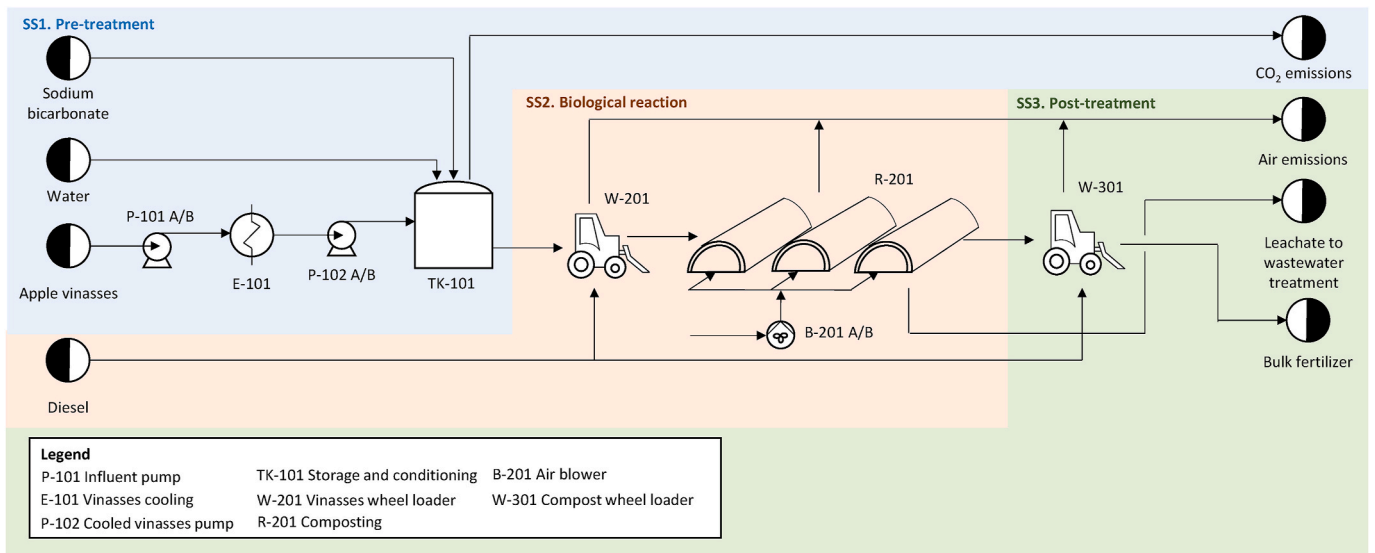 SS1. Pre-treatment
Sodium
bicarbonate
CO₂ emissions
SS2. Biological reaction
SS3. Post-treatment
Air emissions
Water
R-201
W-201
W-301
P-101 A/B
Apple vinasses
E-101
P-102 A/B
TK-101
Leachate to
wastewater
treatment
B-201 A/B
Bulk fertilizer
Diesel
Legend
P-101 Influent pump
E-101 Vinasses cooling
P-102 Cooled vinasses pump
TK-101 Storage and conditioning
W-201 Vinasses wheel loader
R-201 Composting
B-201 Air blower
W-301 Compost wheel loader